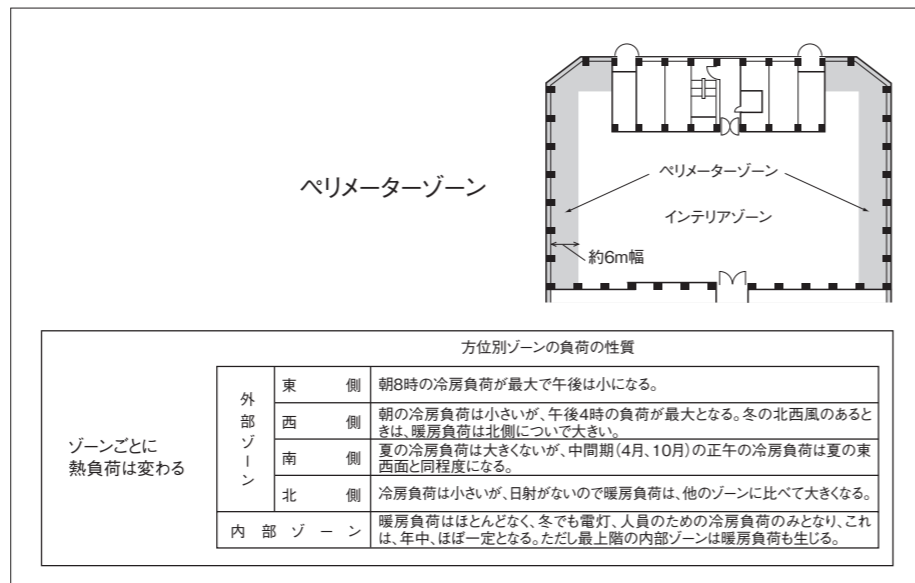 ペリメーターゾーン
ペリメーターゾーン
インテリアゾーン
約6m幅
方位別ゾーンの負荷の性質
ゾーンごとに
熱負荷は変わる
外部ゾーン
東側
朝8時の冷房負荷が最大で午後は小になる。
西側
朝の冷房負荷は小さいが、午後4時の負荷が最大となる。冬の北西風のあると
きは、暖房負荷は北側についで大きい。
南側
夏の冷房負荷は大きくないが、中間期(4月、10月)の正午の冷房負荷は夏の東
西面と同程度になる。
北側
冷房負荷は小さいが、日射がないので暖房負荷は、他のゾーンに比べて大きくなる。
内部ゾーン
暖房負荷はほとんどなく、冬でも電灯、人員のための冷房負荷のみとなり、これ
は、年中、ほぼ一定となる。ただし最上階の内部ゾーンは暖房負荷も生じる。